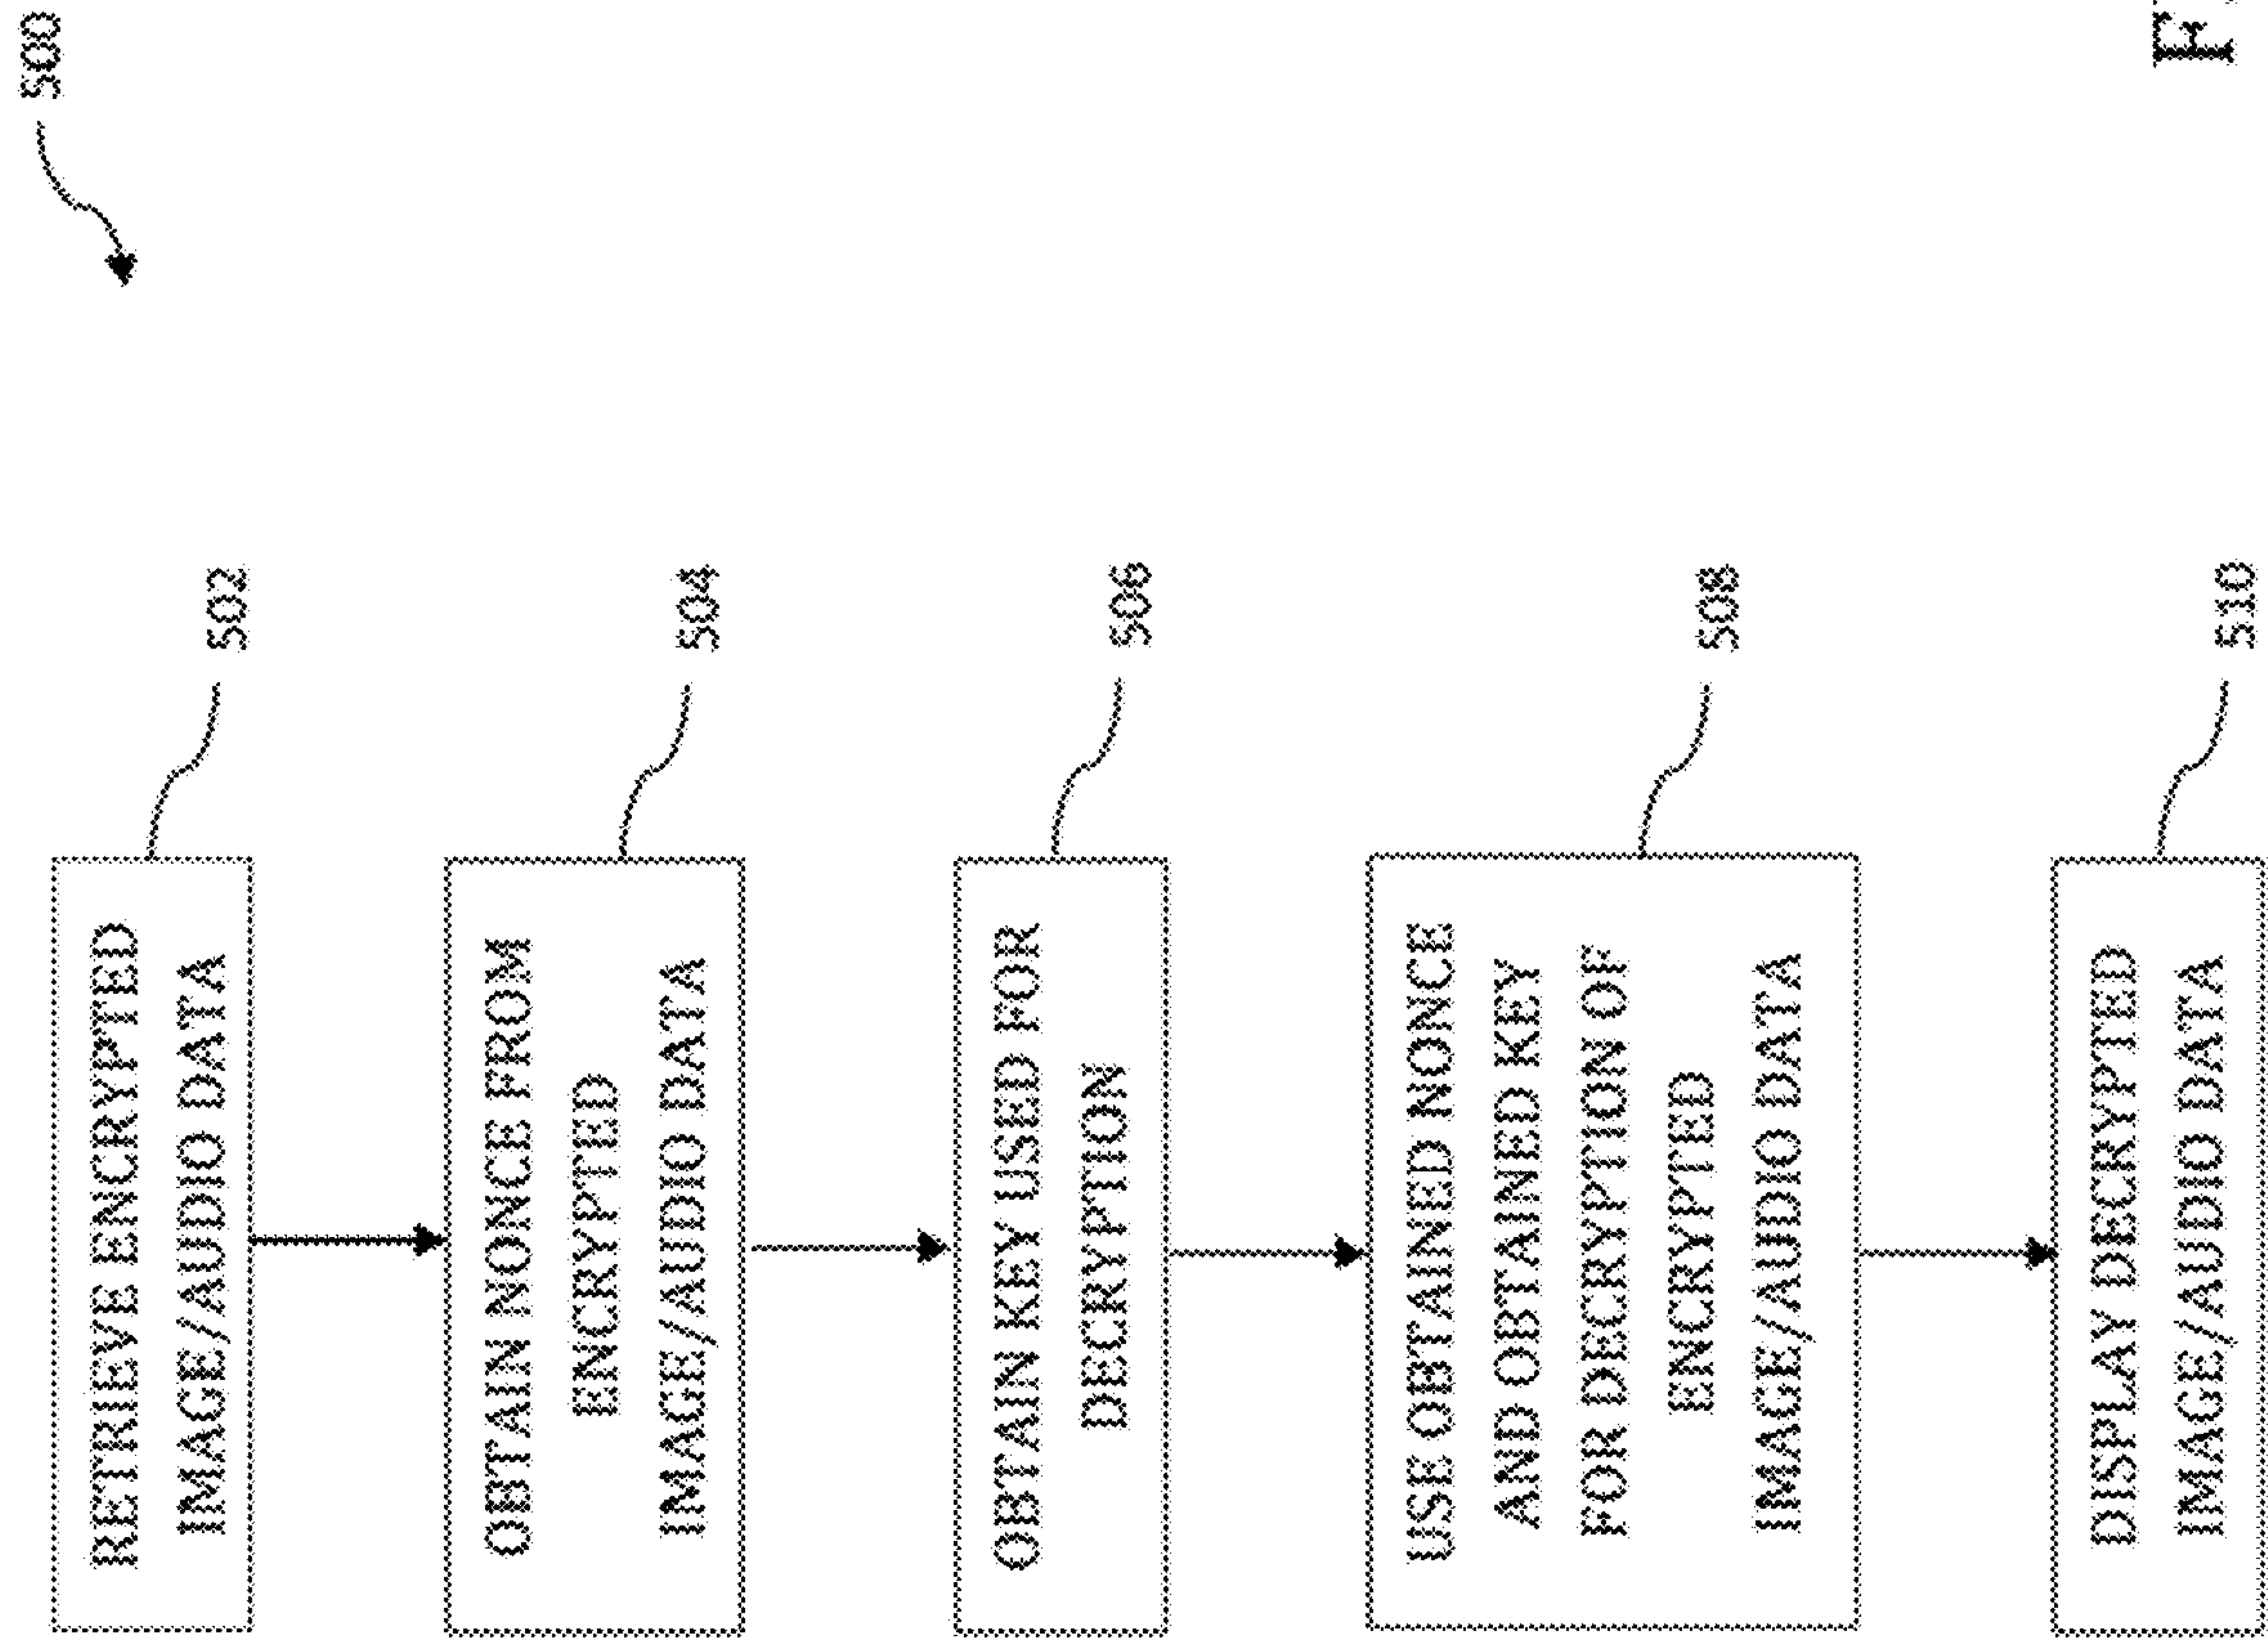 500
RETRIEVE ENCRYPTED
IMAGE/AUDIO DATA
502
OBTAIN NONCE FROM
ENCRYPTED
IMAGE/AUDIO DATA
504
OBTAIN KEY USED FOR
DECRYPTION
506
USE OBTAINED NONCE
AND OBTAINED KEY
FOR DECRYPTION OF
ENCRYPTED
IMAGE/AUDIO DATA
508
DISPLAY DECRYPTED
IMAGE/AUDIO DATA
510
F